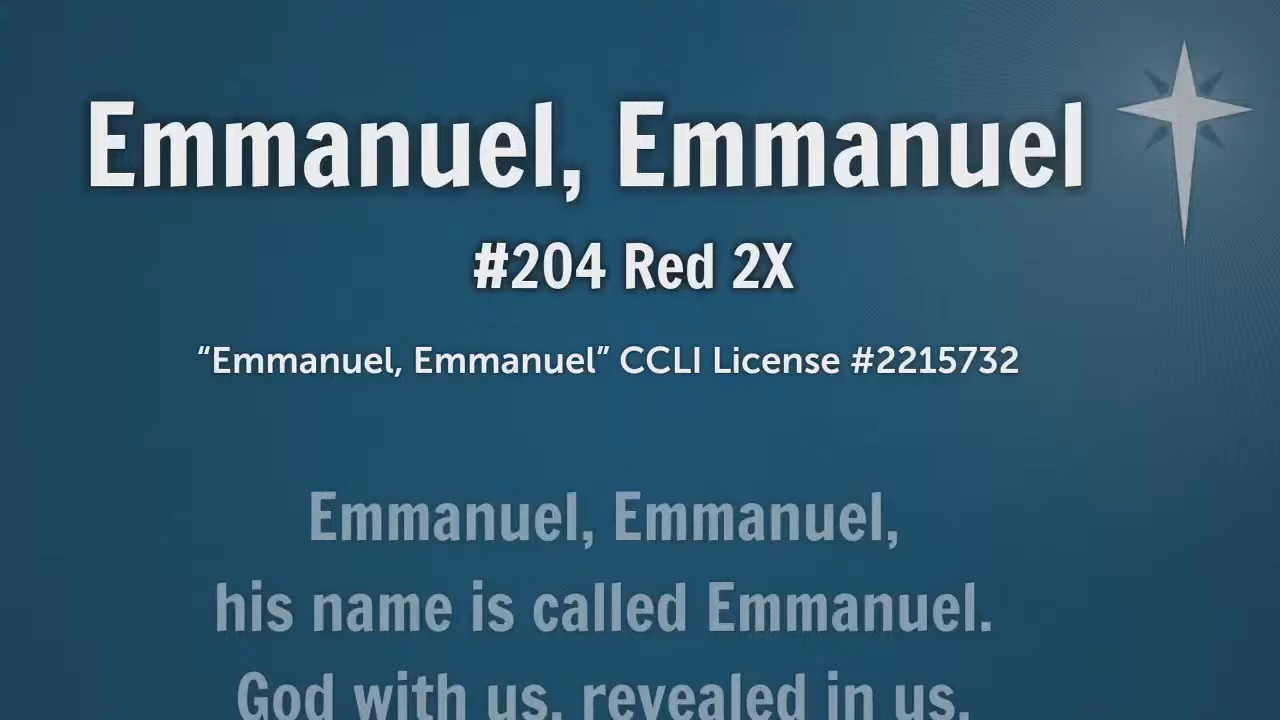 Emmanuel, Emmanuel
#204 Red 2X
“Emmanuel, Emmanuel” CCLI License #2215732
Emmanuel, Emmanuel,
his name is called Emmanuel.
God with us, revealed in us,